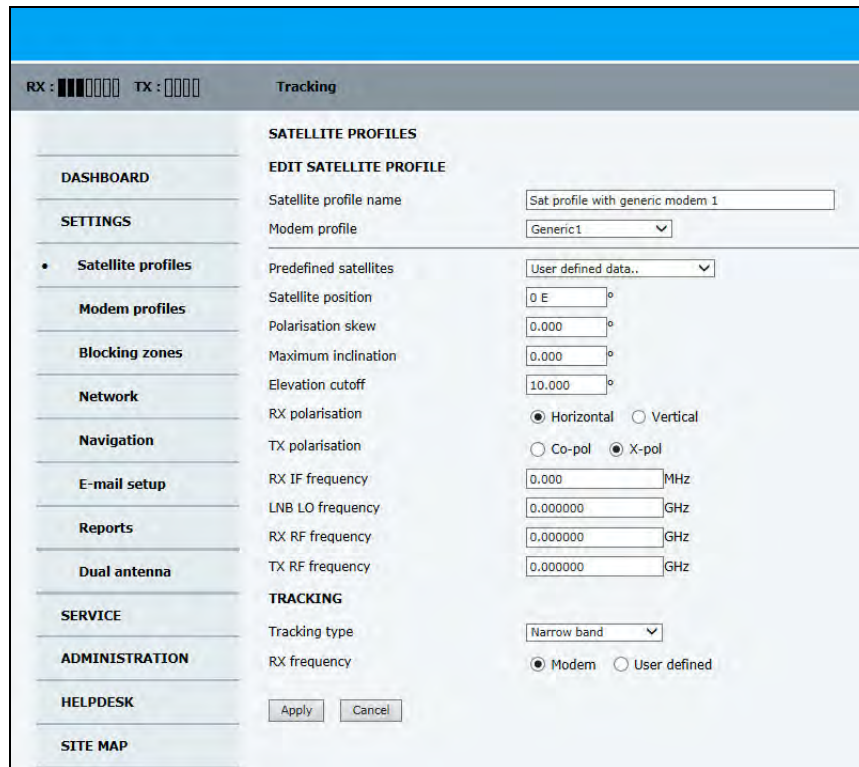 RX : TX : Tracking
SATELLITE PROFILES
DASHBOARD
SETTINGS
• Satellite profiles
Modem profiles
Blocking zones
Network
Navigation
E-mail setup
Reports
Dual antenna
SERVICE
ADMINISTRATION
HELPDESK
SITE MAP
EDIT SATELLITE PROFILE
Satellite profile name Sat profile with generic modem 1
Modem profile Generic1
Predefined satellites User defined data..
Satellite position 0 E °
Polarisation skew 0.000 °
Maximum inclination 0.000 °
Elevation cutoff 10.000 °
RX polarisation Horizontal Vertical
TX polarisation Co-pol X-pol
RX IF frequency 0.000 MHz
LNB LO frequency 0.000000 GHz
RX RF frequency 0.000000 GHz
TX RF frequency 0.000000 GHz
TRACKING
Tracking type Narrow band
RX frequency Modem User defined
Apply Cancel